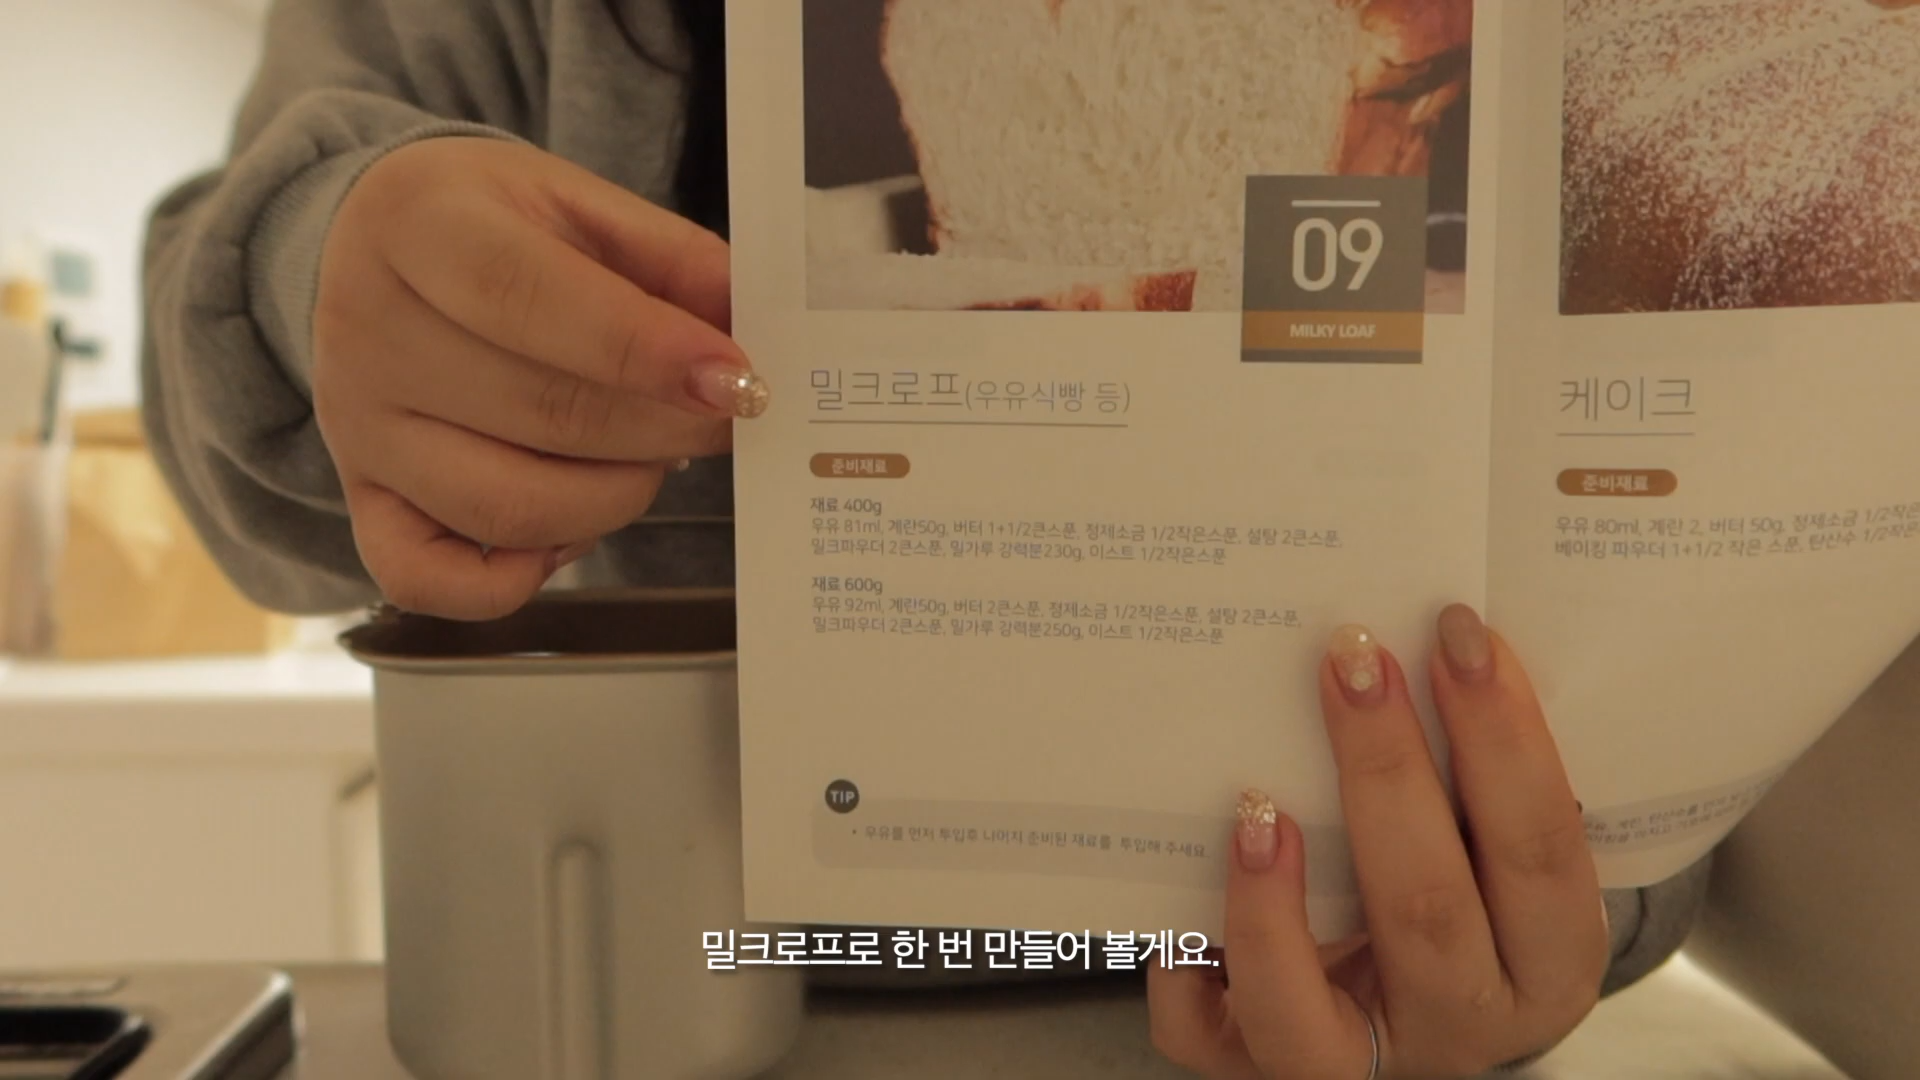 09
MILKY LOAF
밀크로프(우유식빵 등)
준비재료
재료 400g
우유 81ml, 계란50g, 버터 1+1/2큰스푼, 정제소금 1/2작은스푼, 설탕 2큰스푼,
밀크파우더 2큰스푼, 밀가루 강력분230g, 이스트 1/2작은스푼
재료 600g
우유 92ml, 계란50g, 버터 2큰스푼, 정제소금 1/2작은스푼, 설탕 2큰스푼,
밀크파우더 2큰스푼, 밀가루 강력분250g, 이스트 1/2작은스푼
TIP
• 우유를 먼저 투입후 나머지 준비된 재료를 투입해 주세요.
케이크
준비재료
우유 80ml, 계란 2, 버터 50g, 정제소금 1/2작은
베이킹 파우더 1+1/2 작은 스푼, 탄산수 1/2작은
밀크로프로 한 번 만들어 볼게요.